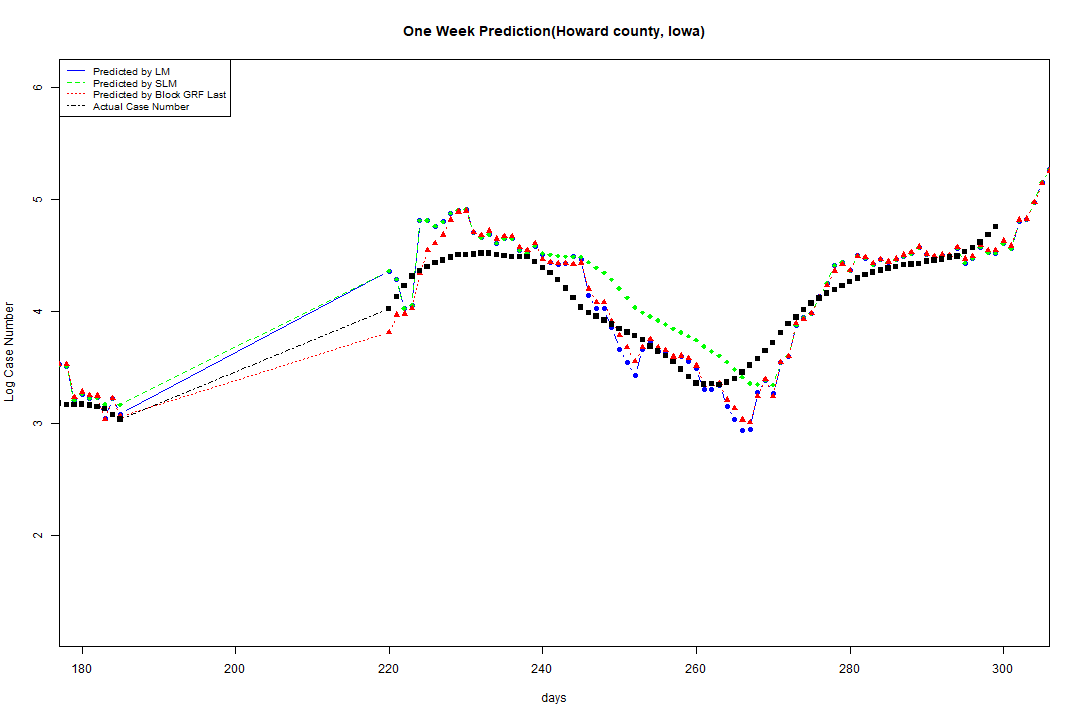 One Week Prediction(Howard county, Iowa)
Predicted by LM
Predicted by SLM
Predicted by Block GRF Last
Actual Case Number
6
5
4
3
2
Log Case Number
180 200 220 240 260 280 300
days